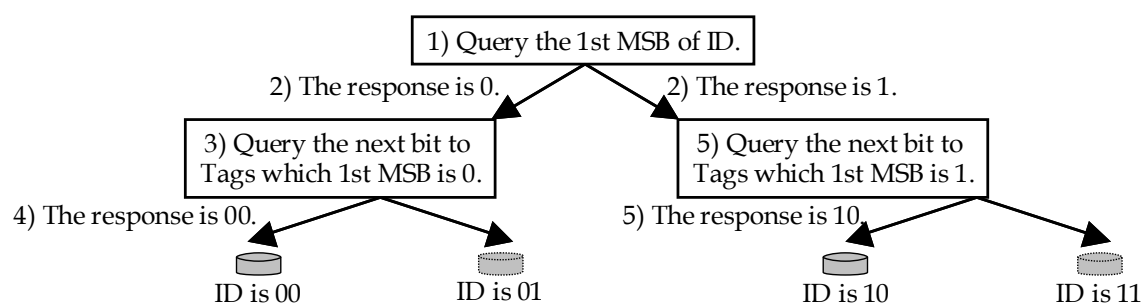 1) Query the 1st MSB of ID.
2) The response is 0.
2) The response is 1.
3) Query the next bit to
Tags which 1st MSB is 0.
5) Query the next bit to
Tags which 1st MSB is 1.
4) The response is 00.
5) The response is 10.
ID is 00
ID is 01
ID is 10
ID is 11